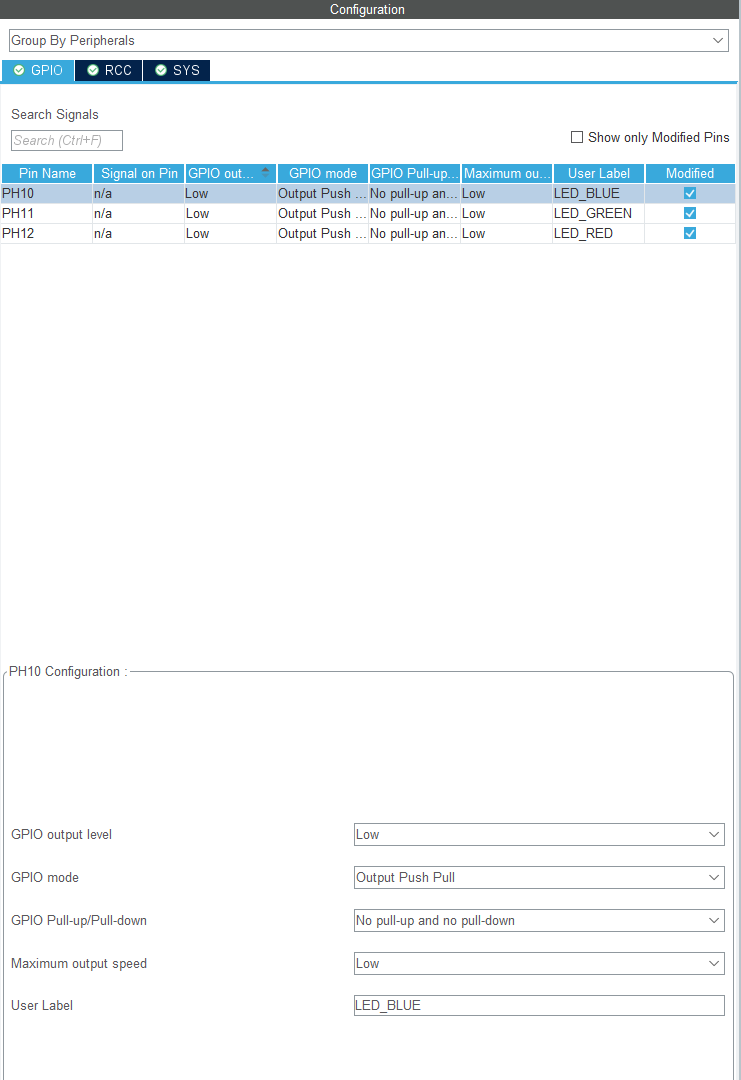 Configuration
Group By Peripherals
GPIO RCC SYS
Search Signals
Search (Ctrl+F)
Show only Modified Pins
Pin Name Signal on Pin GPIO out... GPIO mode GPIO Pull-up... Maximum ou... User Label Modified
PH10 n/a Low Output Push ... No pull-up an... Low LED_BLUE
PH11 n/a Low Output Push ... No pull-up an... Low LED_GREEN
PH12 n/a Low Output Push ... No pull-up an... Low LED_RED
PH10 Configuration :
GPIO output level Low
GPIO mode Output Push Pull
GPIO Pull-up/Pull-down No pull-up and no pull-down
Maximum output speed Low
User Label LED_BLUE